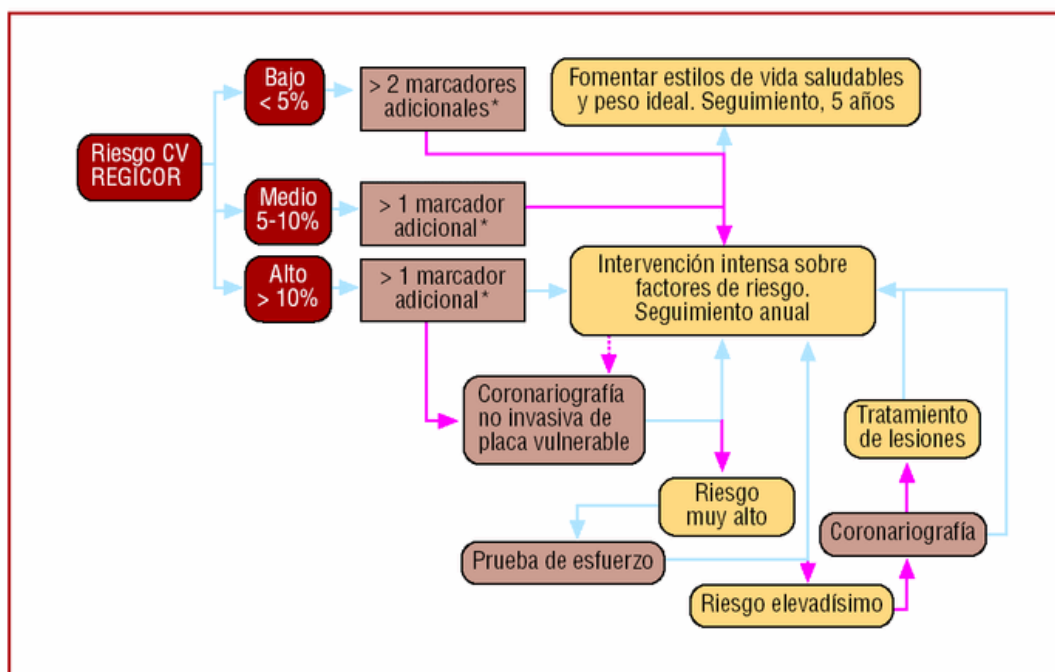 Riesgo CV
REGICOR
Bajo
< 5%
> 2 marcadores
adicionales*
Fomentar estilos de vida saludables
y peso ideal. Seguimiento, 5 años
Medio
5-10%
> 1 marcador
adicional*
Alto
> 10%
> 1 marcador
adicional*
Intervención intensa sobre
factores de riesgo.
Seguimiento anual
Coronariografía
no invasiva de
placa vulnerable
Tratamiento
de lesiones
Riesgo
muy alto
Coronariografía
Prueba de esfuerzo
Riesgo elevadísimo